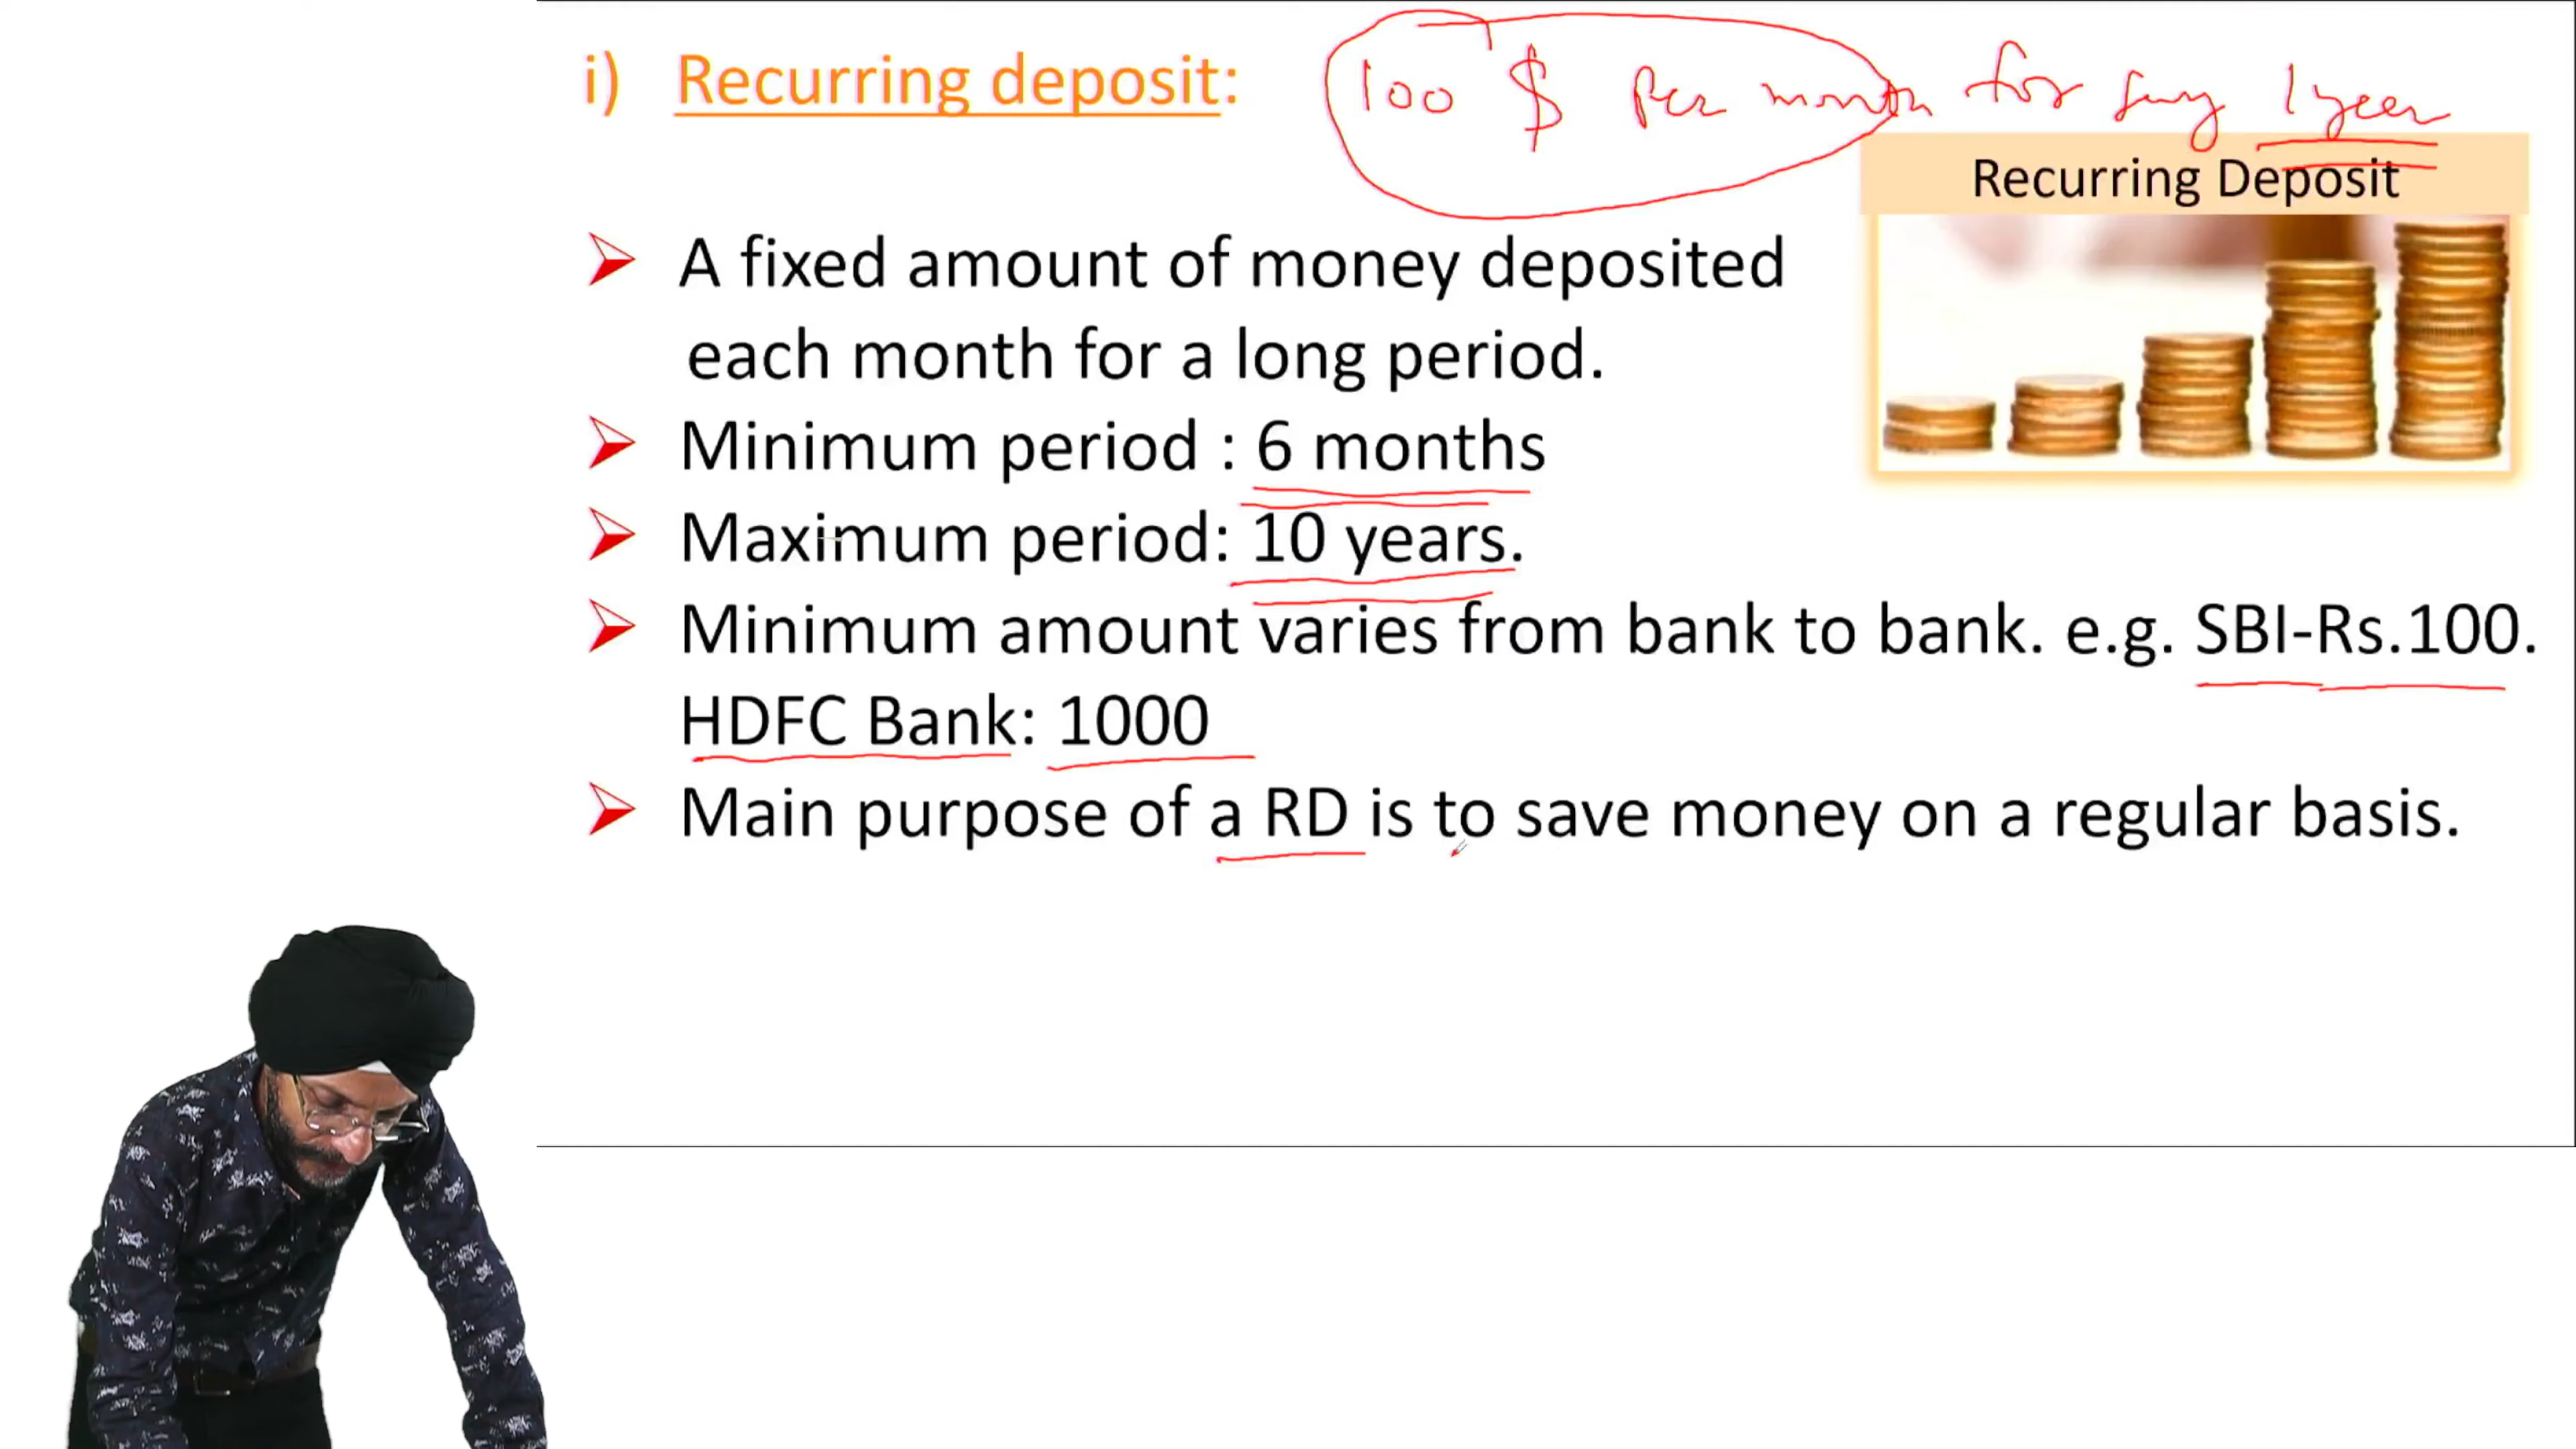 i) Recurring deposit:
100 $ Per month for say 1 year
Recurring Deposit
A fixed amount of money deposited
each month for a long period.
Minimum period : 6 months
Maximum period: 10 years.
Minimum amount varies from bank to bank. e.g. SBI-Rs.100.
HDFC Bank: 1000
Main purpose of a RD is to save money on a regular basis.